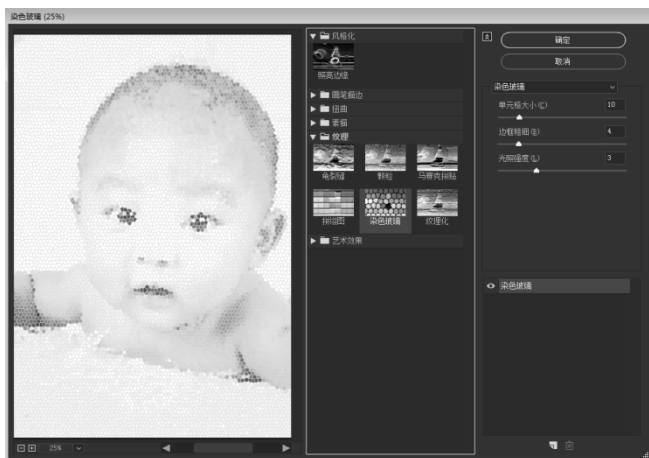 染色玻璃 (25%)
风格化
照亮边缘
画笔描边
扭曲
素描
纹理
龟裂缝
颗粒
马赛克拼贴
拼缀图
染色玻璃
纹理化
艺术效果
确定
取消
染色玻璃
单元格大小(C) 10
边框粗细(B) 4
光照强度(L) 3
染色玻璃
25%